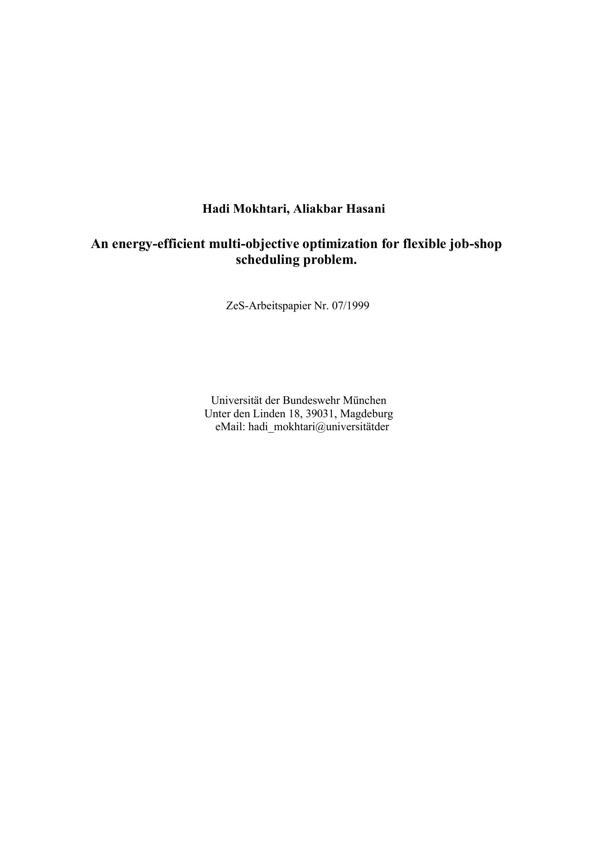 Hadi Mokhtari, Aliakbar Hasani
An energy-efficient multi-objective optimization for flexible job-shop
scheduling problem.
ZeS-Arbeitspapier Nr. 07/1999
Universität der Bundeswehr München
Unter den Linden 18, 39031, Magdeburg
eMail: hadi_mokhtari@universitätder